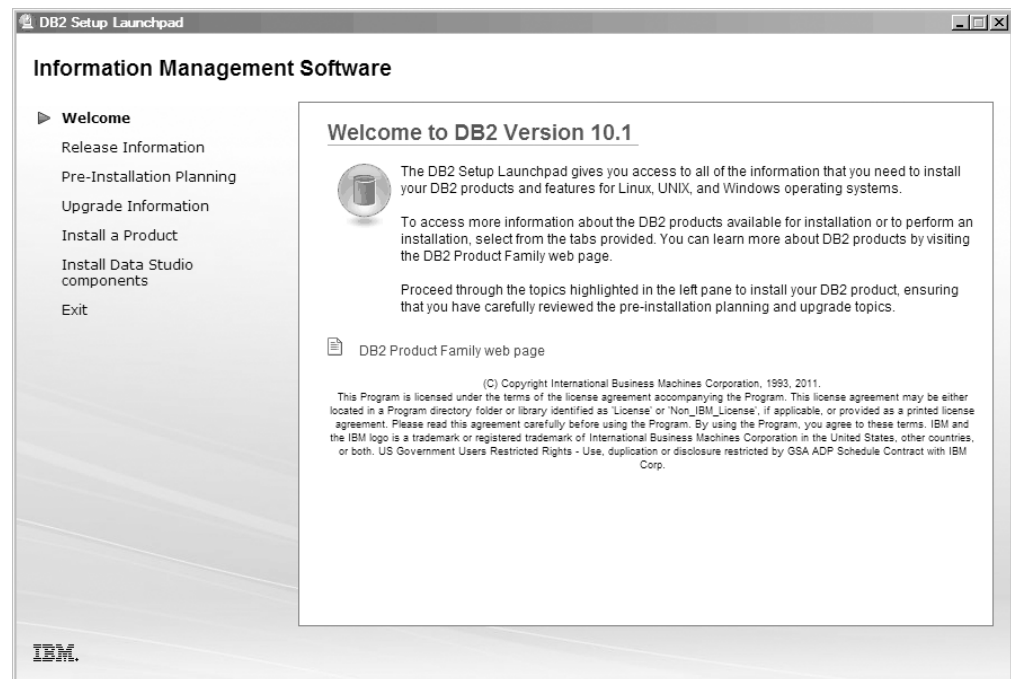 DB2 Setup Launchpad
Information Management Software
Welcome
Release Information
Pre-Installation Planning
Upgrade Information
Install a Product
Install Data Studio
components
Exit
Welcome to DB2 Version 10.1
The DB2 Setup Launchpad gives you access to all of the information that you need to install
your DB2 products and features for Linux, UNIX, and Windows operating systems.
To access more information about the DB2 products available for installation or to perform an
installation, select from the tabs provided. You can learn more about DB2 products by visiting
the DB2 Product Family web page.
Proceed through the topics highlighted in the left pane to install your DB2 product, ensuring
that you have carefully reviewed the pre-installation planning and upgrade topics.
DB2 Product Family web page
(C) Copyright International Business Machines Corporation, 1993, 2011.
This Program is licensed under the terms of the license agreement accompanying the Program. This license agreement may be either
located in a Program directory folder or library identified as 'License' or 'Non_IBM_License', if applicable, or provided as a printed license
agreement. Please read this agreement carefully before using the Program. By using the Program, you agree to these terms. IBM and
the IBM logo is a trademark or registered trademark of International Business Machines Corporation in the United States, other countries,
or both. US Government Users Restricted Rights - Use, duplication or disclosure restricted by GSA ADP Schedule Contract with IBM
Corp.
IBM.